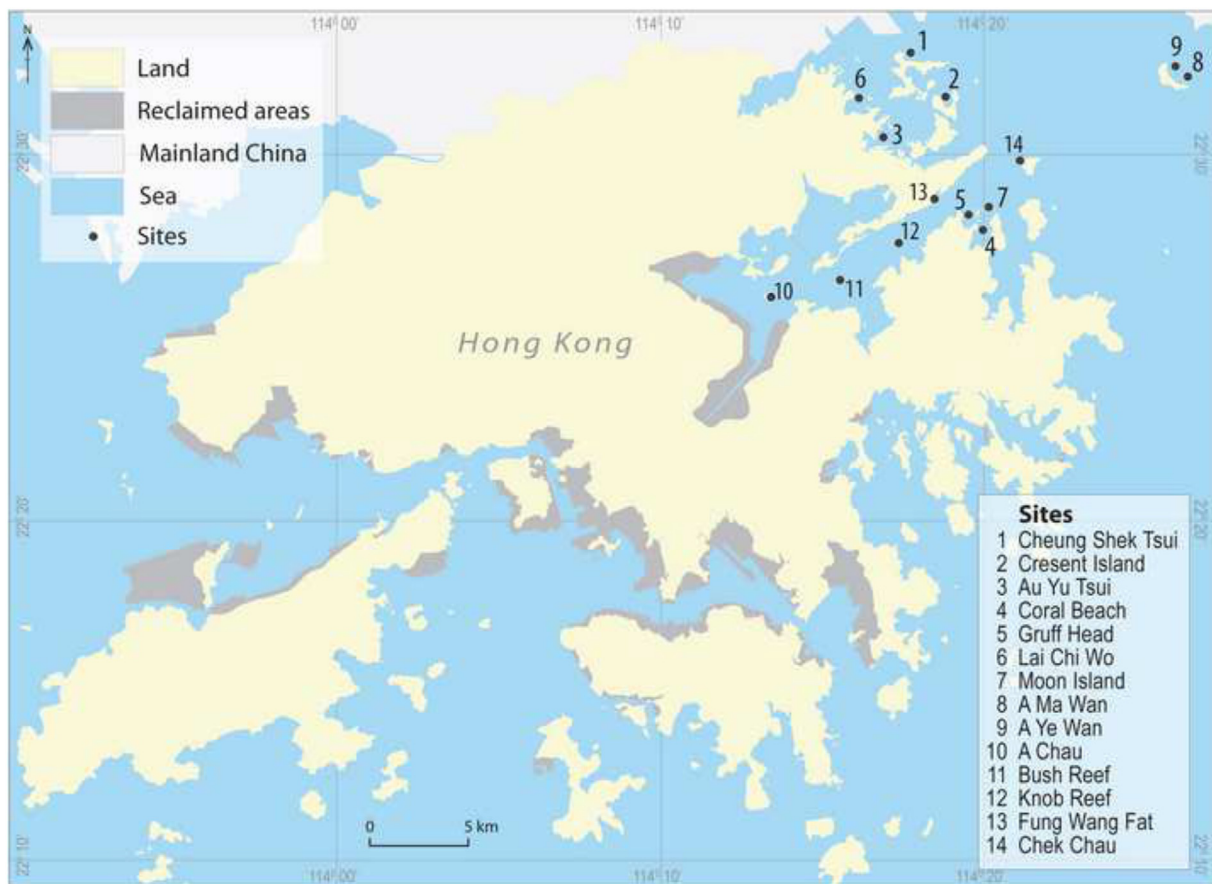 114°00'
114°10'
114°20'
N
Land
Reclaimed areas
Mainland China
Sea
Sites
1
2
3
6
9
8
14
22°30'
22°30'
13
5
7
12
4
10
11
Hong Kong
22°20'
22°20'
Sites
1 Cheung Shek Tsui
2 Cresent Island
3 Au Yu Tsui
4 Coral Beach
5 Gruff Head
6 Lai Chi Wo
7 Moon Island
8 A Ma Wan
9 A Ye Wan
10 A Chau
11 Bush Reef
12 Knob Reef
13 Fung Wang Fat
14 Chek Chau
0
5 km
22°10'
22°10'
114°00'
114°10'
114°20'